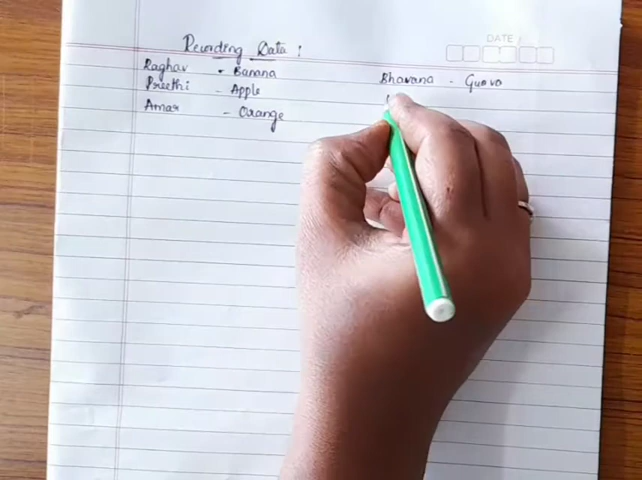 Recording Data :
DATE :
Raghav - Banana
Preethi - Apple
Amar - Orange
Bhavana - Guava